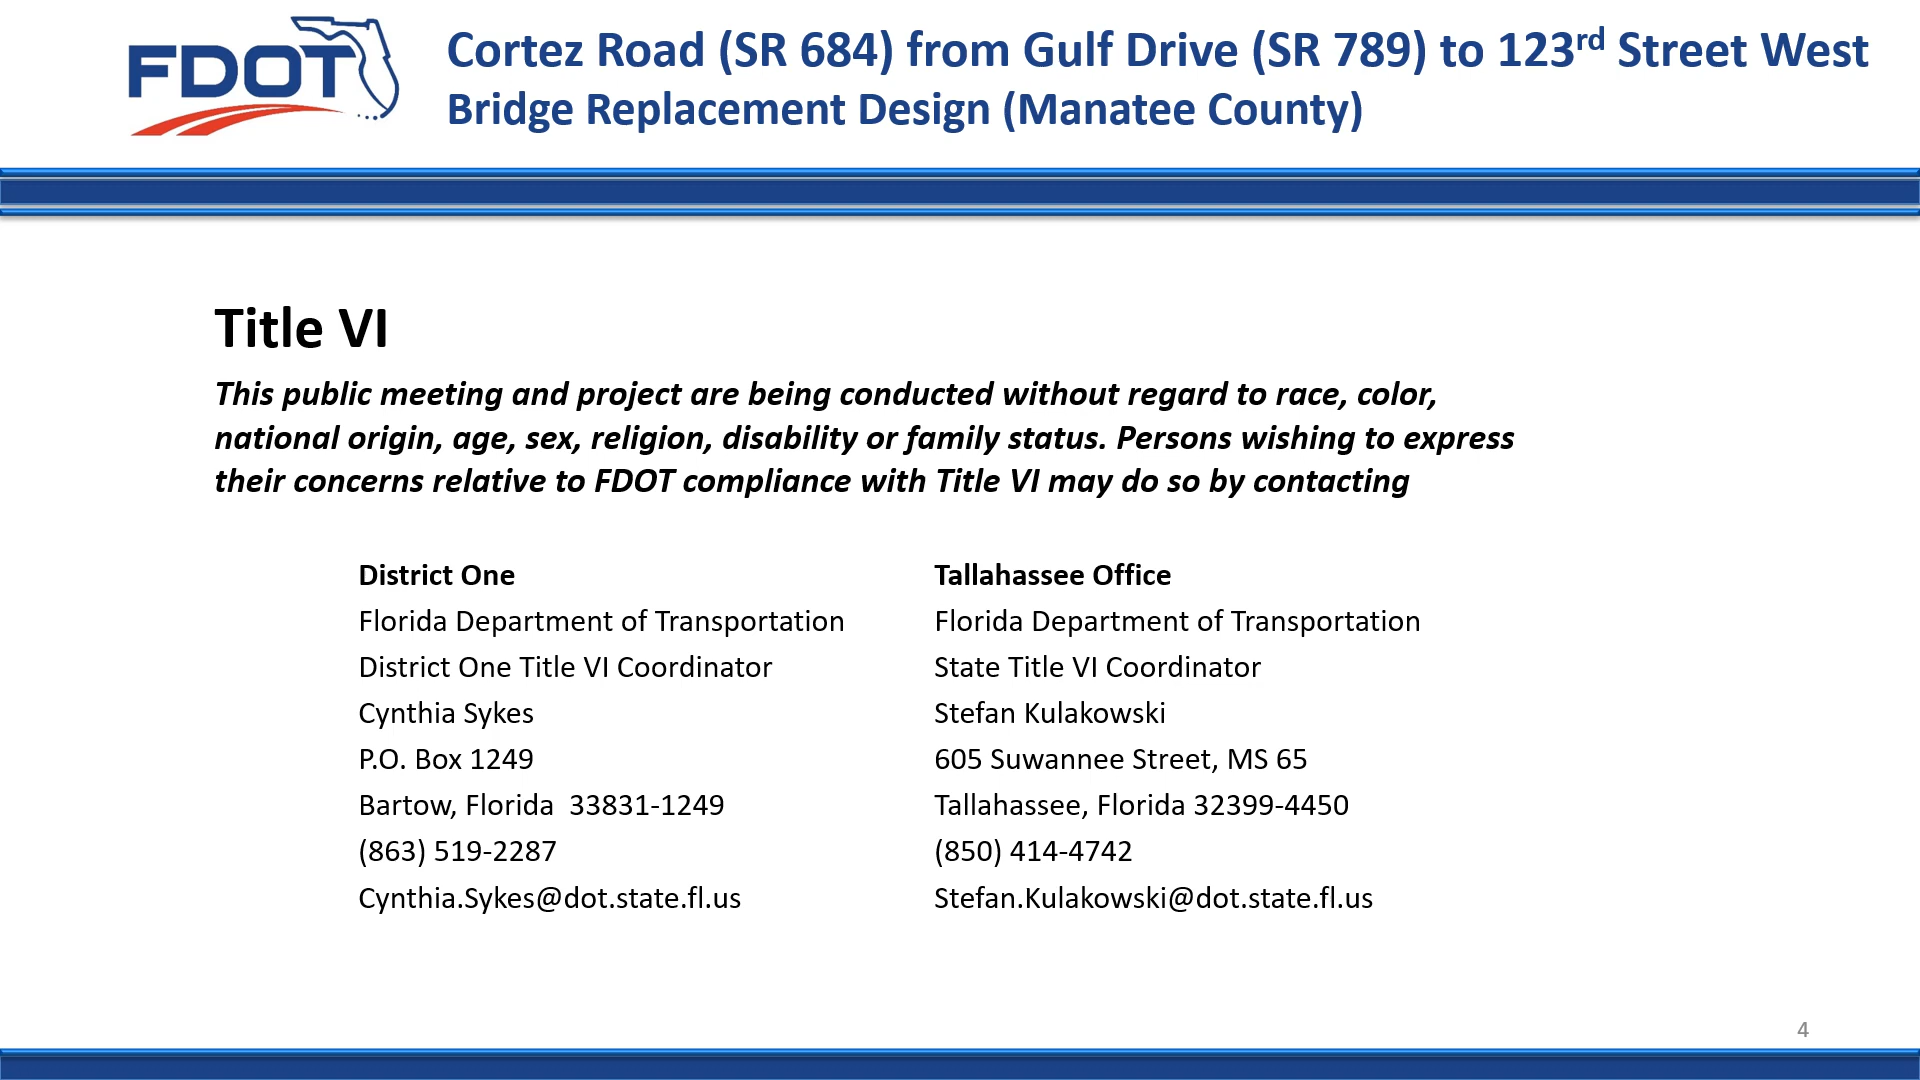 FDOT
Cortez Road (SR 684) from Gulf Drive (SR 789) to 123rd Street West
Bridge Replacement Design (Manatee County)
Title VI
This public meeting and project are being conducted without regard to race, color,
national origin, age, sex, religion, disability or family status. Persons wishing to express
their concerns relative to FDOT compliance with Title VI may do so by contacting
District One
Florida Department of Transportation
District One Title VI Coordinator
Cynthia Sykes
P.O. Box 1249
Bartow, Florida  33831-1249
(863) 519-2287
Cynthia.Sykes@dot.state.fl.us
Tallahassee Office
Florida Department of Transportation
State Title VI Coordinator
Stefan Kulakowski
605 Suwannee Street, MS 65
Tallahassee, Florida 32399-4450
(850) 414-4742
Stefan.Kulakowski@dot.state.fl.us
4